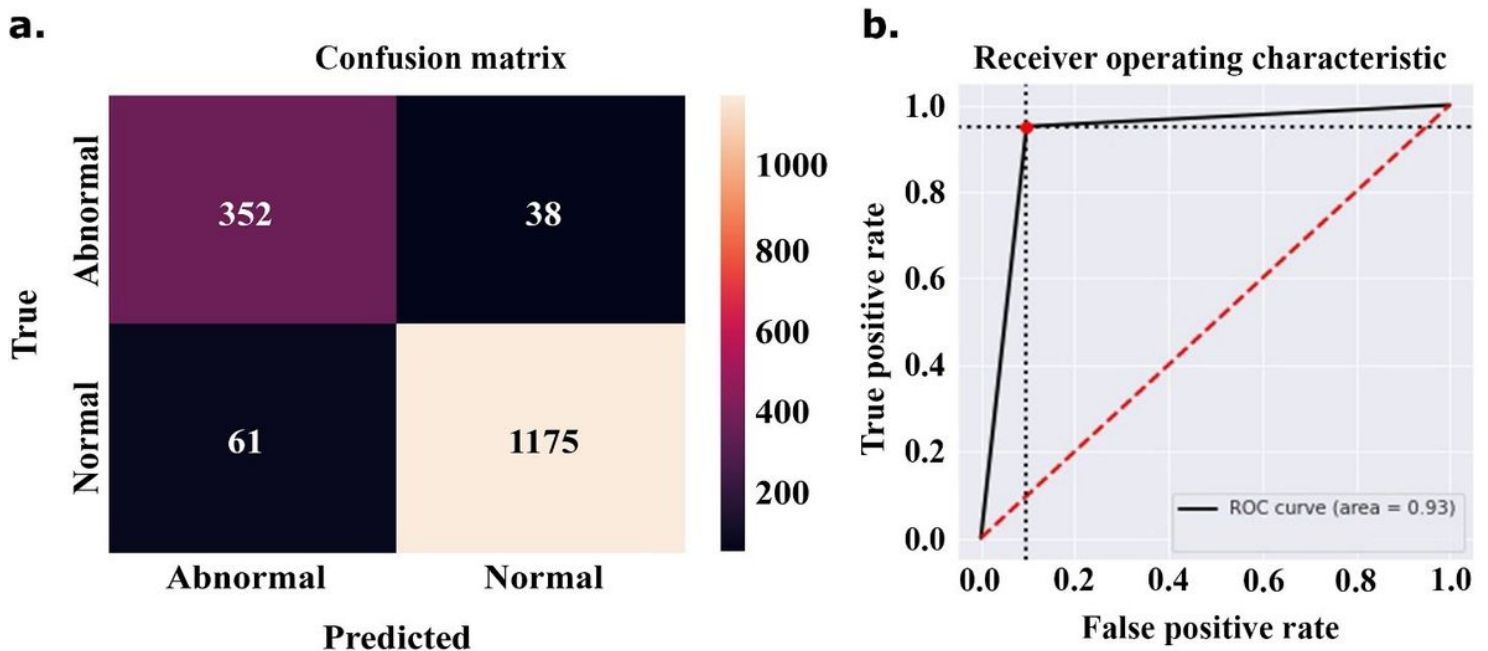 a.
Confusion matrix
True
Abnormal
Normal
352 38
61 1175
1000
800
600
400
200
Abnormal Normal
Predicted
b.
Receiver operating characteristic
True positive rate
1.0
0.8
0.6
0.4
0.2
0.0
ROC curve (area = 0.93)
0.0 0.2 0.4 0.6 0.8 1.0
False positive rate